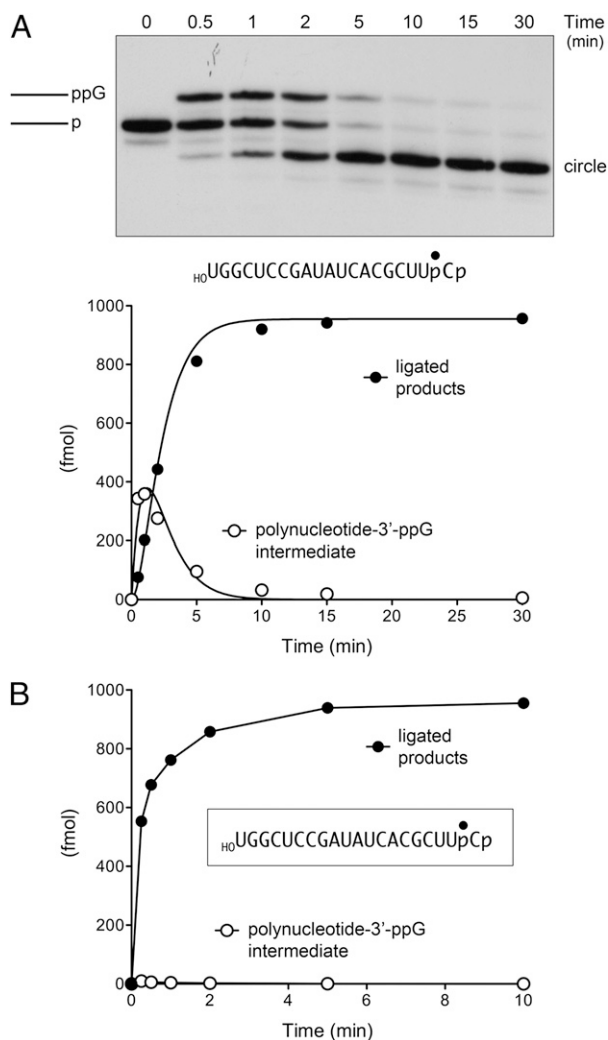 A
0 0.5 1 2 5 10 15 30 Time (min)
ppG
p
circle
HOUGGCUCCGAUAUCACGCUUpCp
1000
800
600
400
200
0
(fmol)
ligated
products
polynucleotide-3'-ppG
intermediate
0 5 10 15 20 25 30
Time (min)
B
1000
800
600
400
200
0
(fmol)
ligated
products
HOUGGCUCCGAUAUCACGCUUpCp
polynucleotide-3'-ppG
intermediate
0 2 4 6 8 10
Time (min)